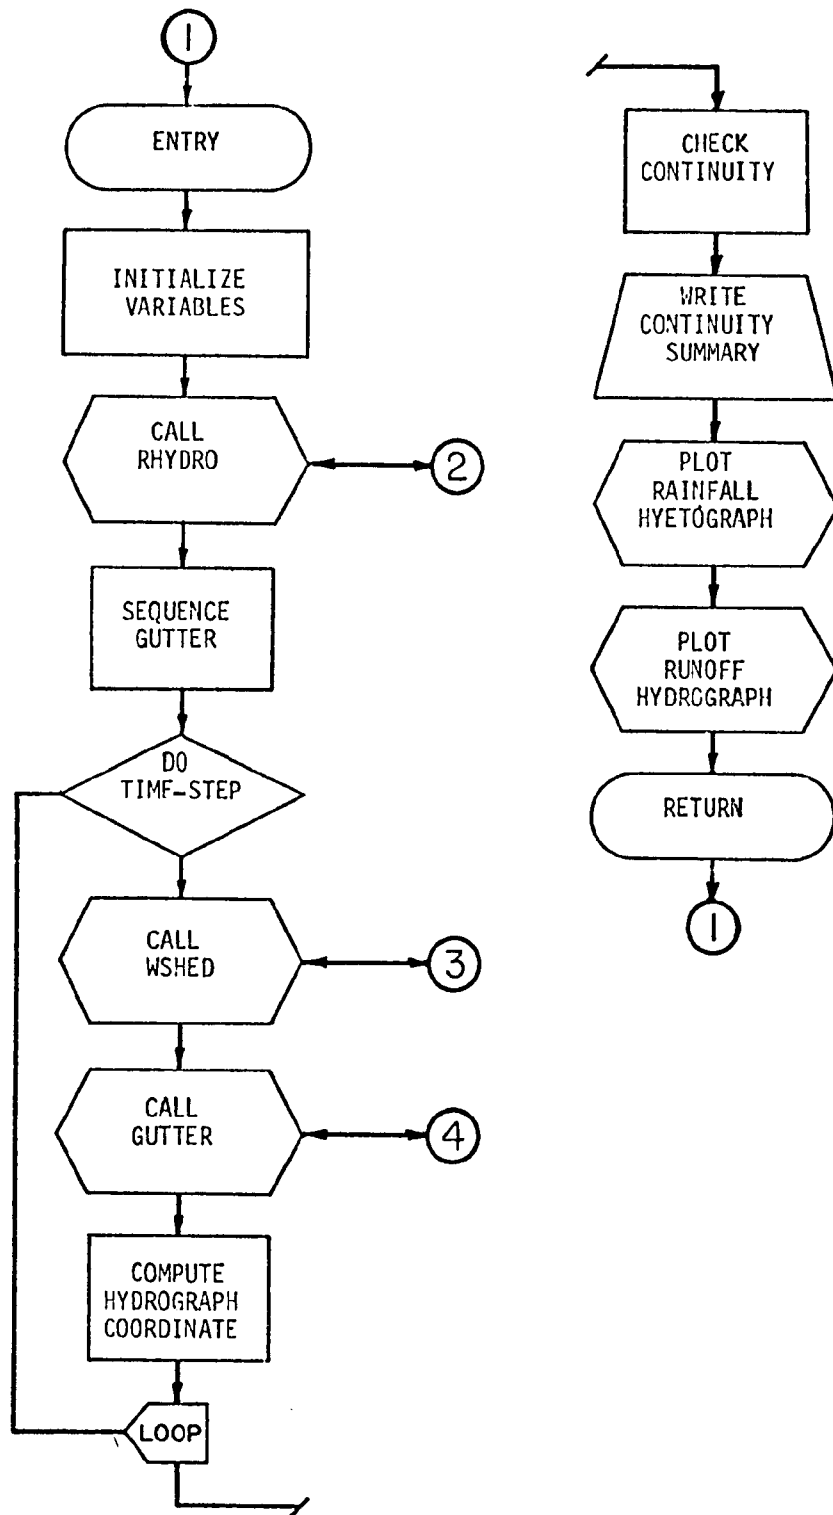 1
ENTRY
INITIALIZE
VARIABLES
CALL
RHYDRO
2
SEQUENCE
GUTTER
DO
TIMF-STEP
CALL
WSHED
3
CALL
GUTTER
4
COMPUTE
HYDROGRAPH
COORDINATE
LOOP
CHECK
CONTINUITY
WRITE
CONTINUITY
SUMMARY
PLOT
RAINFALL
HYETOGRAPH
PLOT
RUNOFF
HYDROGRAPH
RETURN
1